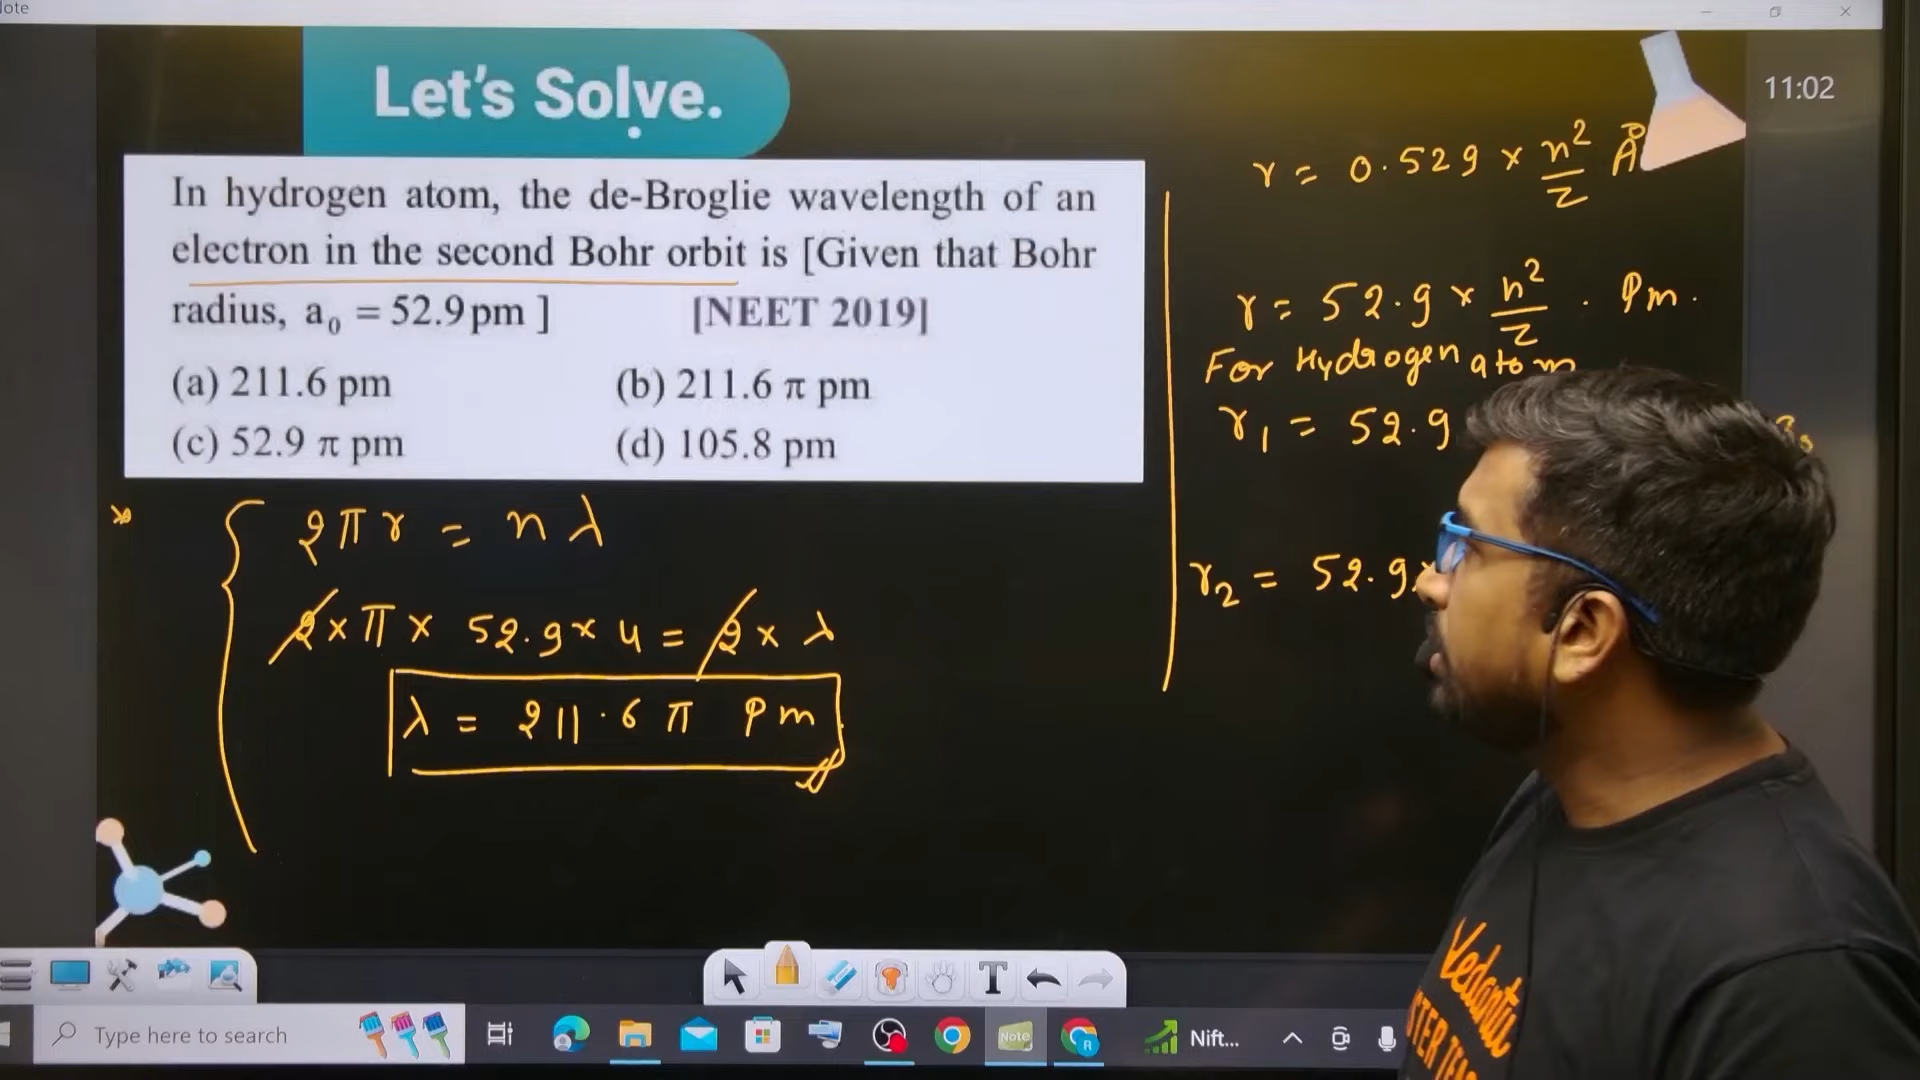 Let's Solve.
11:02
In hydrogen atom, the de-Broglie wavelength of an
electron in the second Bohr orbit is [Given that Bohr
radius, a₀ = 52.9 pm ] [NEET 2019]
(a) 211.6 pm (b) 211.6 π pm
(c) 52.9 π pm (d) 105.8 pm
2πr = nλ
2 × π × 52.9 × 4 = 2 × λ
λ = 211.6 π Pm
r = 0.529 × n²/Z Å
r = 52.9 × n²/Z . Pm.
For Hydrogen atom
r₁ = 52.9
r₂ = 52.9×
Vedantu
Type here to search
Note
Nift...